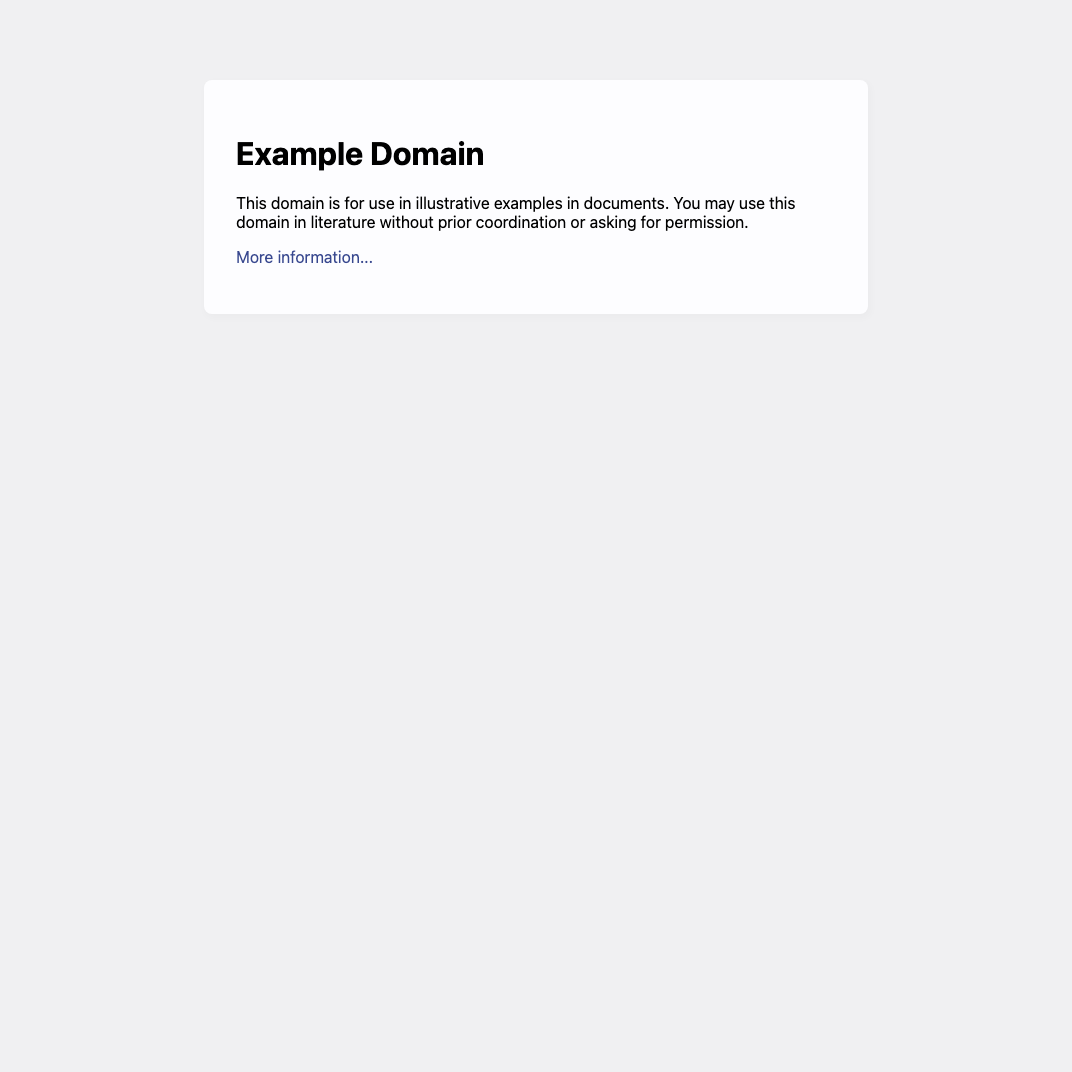 Example Domain
This domain is for use in illustrative examples in documents. You may use this
domain in literature without prior coordination or asking for permission.
More information...